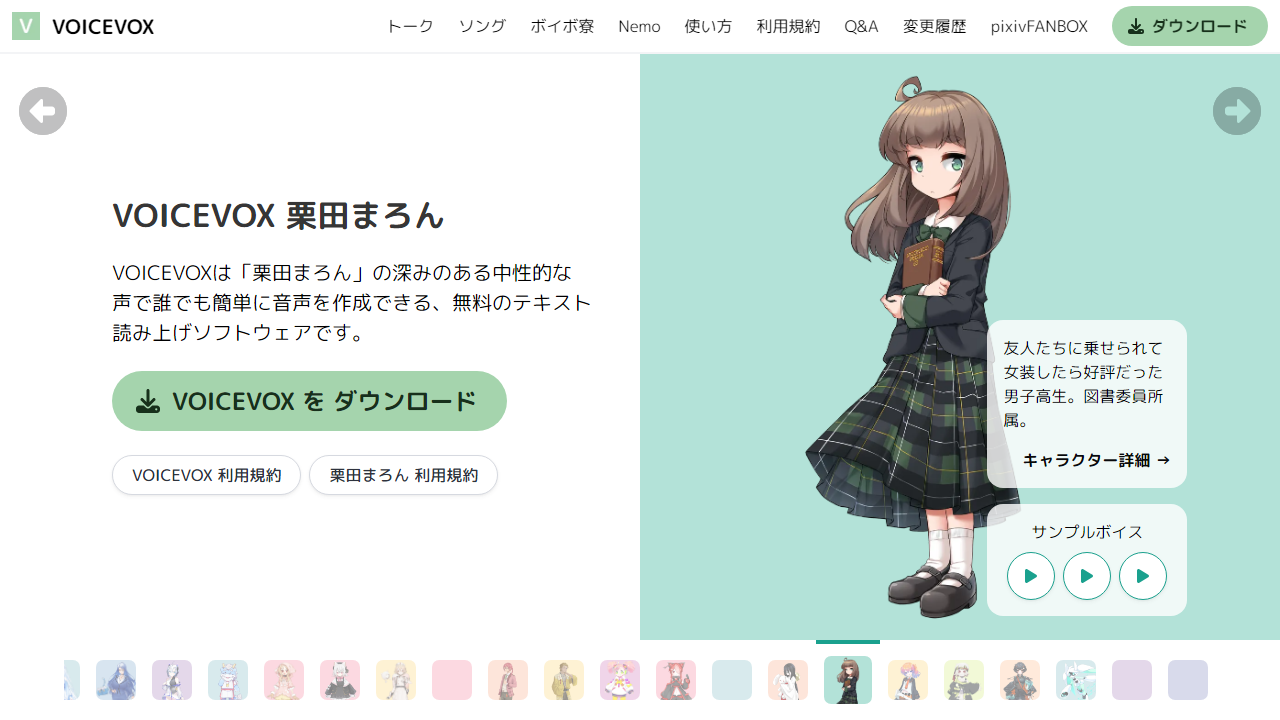 V VOICEVOX トーク ソング ボイボ寮 Nemo 使い方 利用規約 Q&A 変更履歴 pixivFANBOX ダウンロード
VOICEVOX 栗田まろん
VOICEVOXは「栗田まろん」の深みのある中性的な
声で誰でも簡単に音声を作成できる、無料のテキスト
読み上げソフトウェアです。
VOICEVOX を ダウンロード
VOICEVOX 利用規約 栗田まろん 利用規約
友人たちに乗せられて
女装したら好評だった
男子高生。図書委員所
属。
キャラクター詳細 →
サンプルボイス